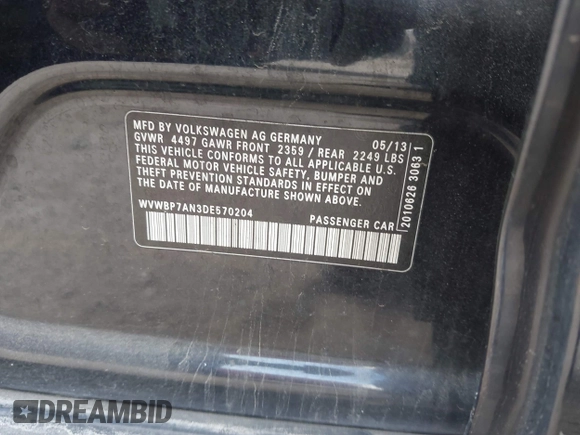 MFD BY VOLKSWAGEN AG GERMANY 05/13
GVWR 4497 GAWR FRONT 2359 / REAR 2249 LBS
THIS VEHICLE CONFORMS TO ALL APPLICABLE U.S.
FEDERAL MOTOR VEHICLE SAFETY, BUMPER AND
THEFT PREVENTION STANDARDS IN EFFECT ON
THE DATE OF MANUFACTURE SHOWN ABOVE.
WVWBP7AN3DE570204 PASSENGER CAR
2010626 3063 1
DREAMBID